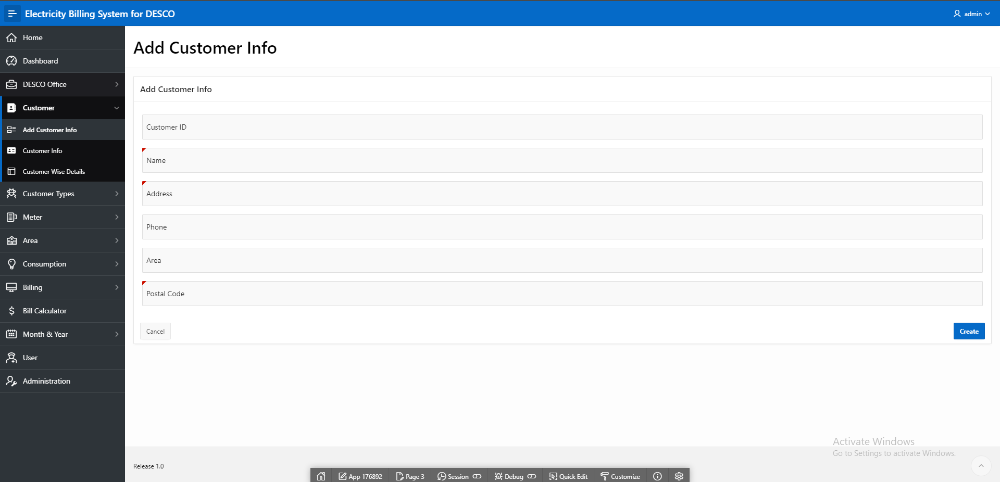 Electricity Billing System for DESCO
admin
Home
Dashboard
DESCO Office
Customer
Add Customer Info
Customer Info
Customer Wise Details
Customer Types
Meter
Area
Consumption
Billing
Bill Calculator
Month & Year
User
Administration
Add Customer Info
Add Customer Info
Customer ID
Name
Address
Phone
Area
Postal Code
Cancel
Create
Activate Windows
Go to Settings to activate Windows.
Release 1.0
App 176892
Page 3
Session
Debug
Quick Edit
Customize